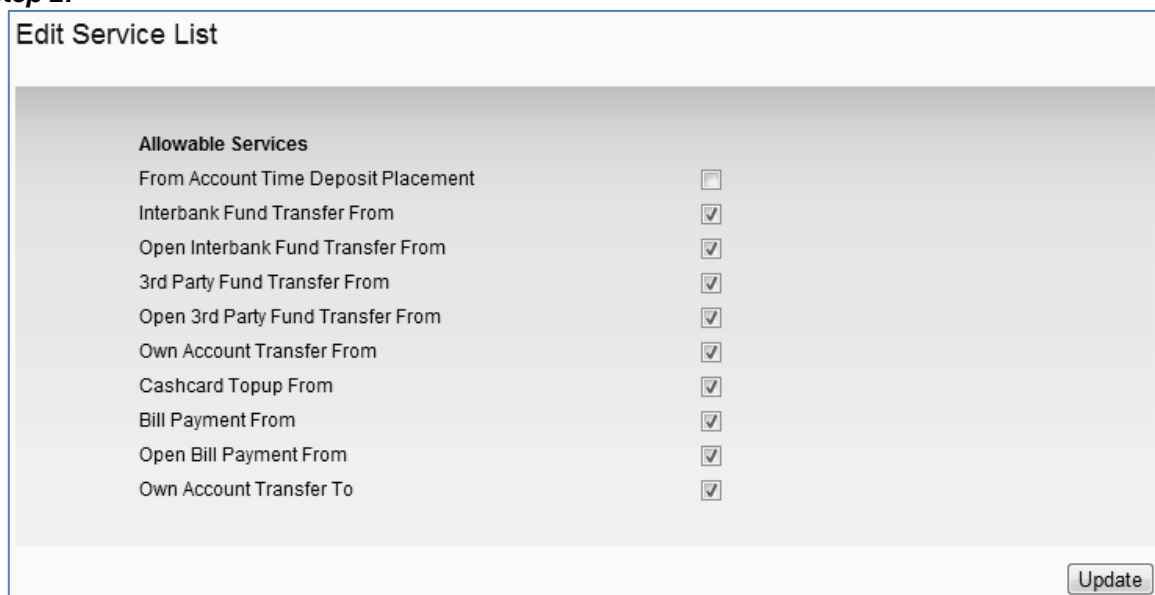 Step 2:
Edit Service List
Allowable Services
From Account Time Deposit Placement
Interbank Fund Transfer From
Open Interbank Fund Transfer From
3rd Party Fund Transfer From
Open 3rd Party Fund Transfer From
Own Account Transfer From
Cashcard Topup From
Bill Payment From
Open Bill Payment From
Own Account Transfer To
Update